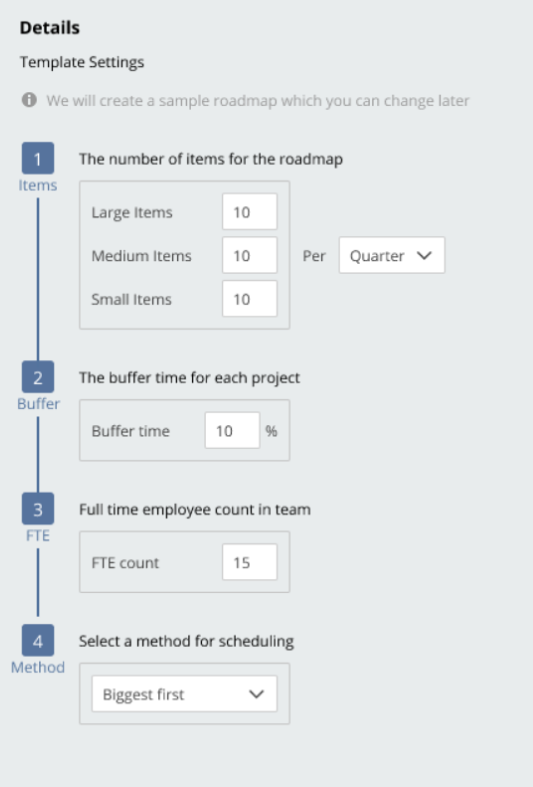 Details
Template Settings
We will create a sample roadmap which you can change later
1
Items
The number of items for the roadmap
Large Items 10
Medium Items 10 Per Quarter
Small Items 10
2
Buffer
The buffer time for each project
Buffer time 10 %
3
FTE
Full time employee count in team
FTE count 15
4
Method
Select a method for scheduling
Biggest first